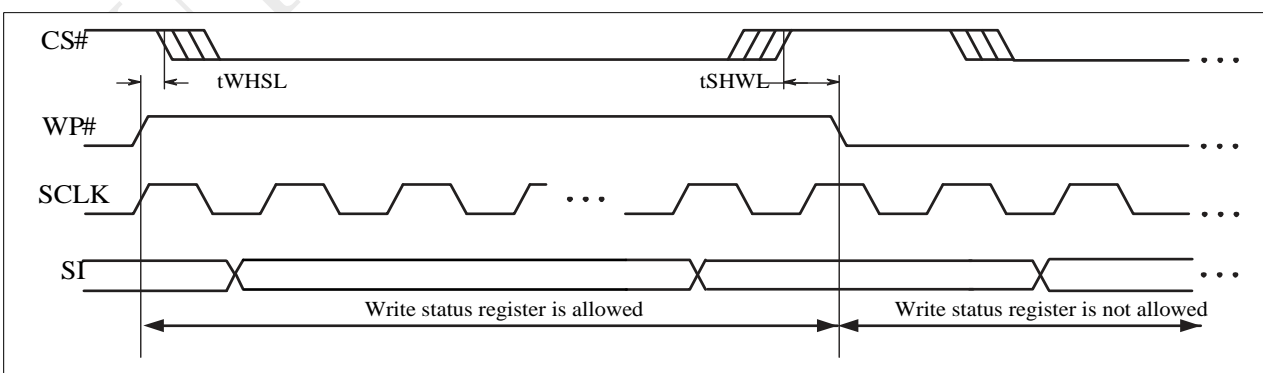 CS#
tWHSL
tSHWL
WP#
SCLK
SI
Write status register is allowed
Write status register is not allowed